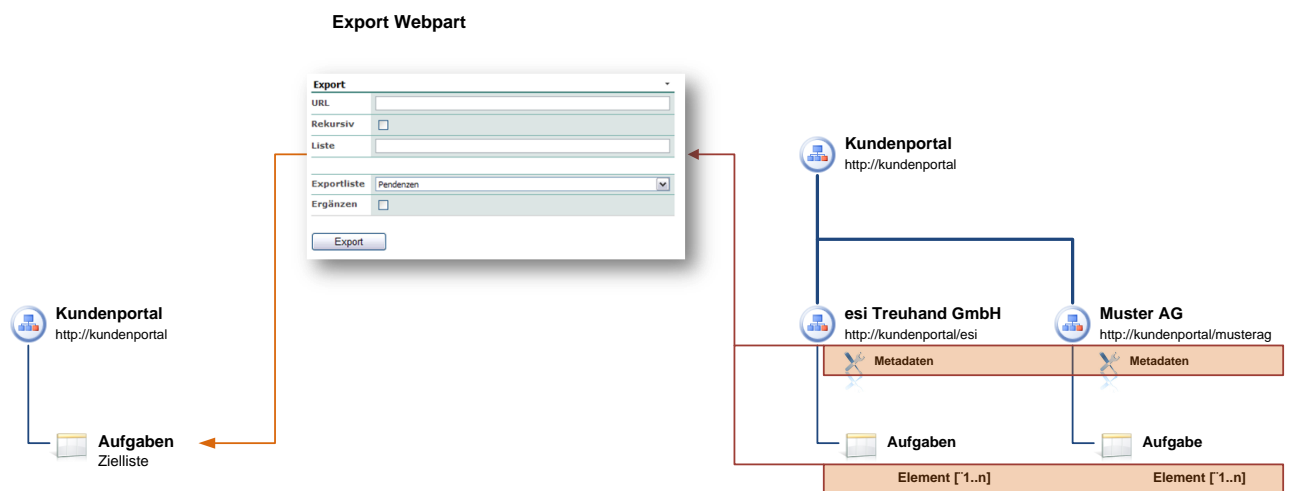 Export Webpart
Export
URL
Rekursiv
Liste
Exportliste Pendenzen
Ergänzen
Export
Kundenportal
http://kundenportal
Aufgaben
Zielliste
Kundenportal
http://kundenportal
esi Treuhand GmbH
http://kundenportal/esi
Muster AG
http://kundenportal/musterag
Metadaten
Metadaten
Aufgaben
Aufgabe
Element [¨1..n]
Element [¨1..n]